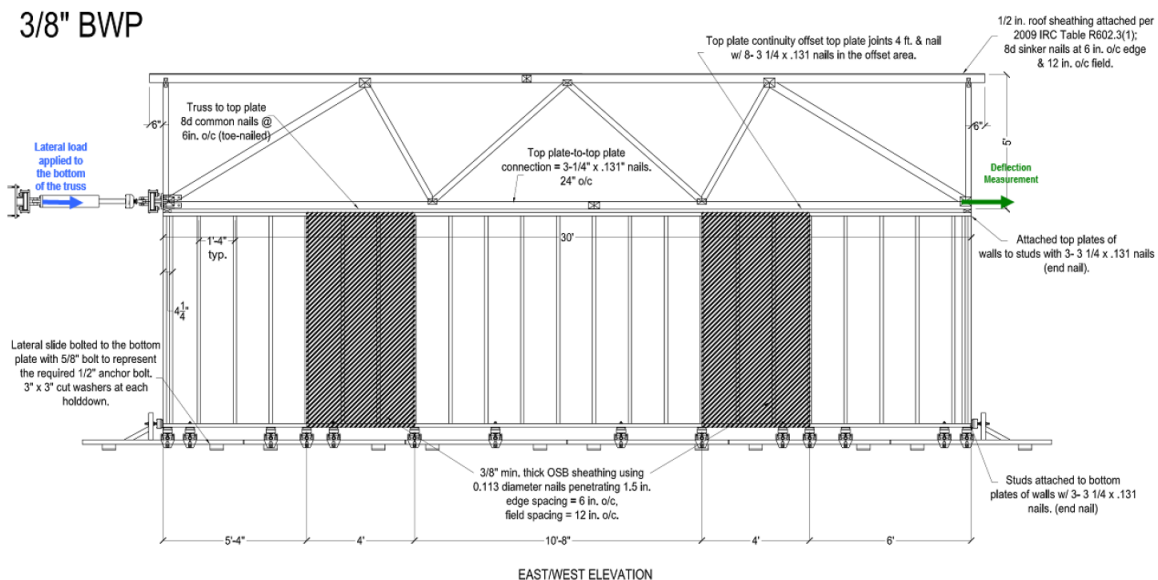 3/8" BWP
1/2 in. roof sheathing attached per
2009 IRC Table R602.3(1);
8d sinker nails at 6 in. o/c edge
& 12 in. o/c field.
Top plate continuity offset top plate joints 4 ft. & nail
w/ 8- 3 1/4 x .131 nails in the offset area.
Truss to top plate
8d common nails @
6in. o/c (toe-nailed)
6"
6"
5'
Lateral load
applied to
the bottom
of the truss
Top plate-to-top plate
connection = 3-1/4" x .131" nails.
24" o/c
Deflection
Measurement
1'-4"
typ.
30'
Attached top plates of
walls to studs with 3- 3 1/4 x .131 nails
(end nail).
4 1/4"
Lateral slide bolted to the bottom
plate with 5/8" bolt to represent
the required 1/2" anchor bolt.
3" x 3" cut washers at each
holddown.
3/8" min. thick OSB sheathing using
0.113 diameter nails penetrating 1.5 in.
edge spacing = 6 in. o/c,
field spacing = 12 in. o/c.
Studs attached to bottom
plates of walls w/ 3- 3 1/4 x .131
nails. (end nail)
5'-4"
4'
10'-8"
4'
6'
EAST/WEST ELEVATION